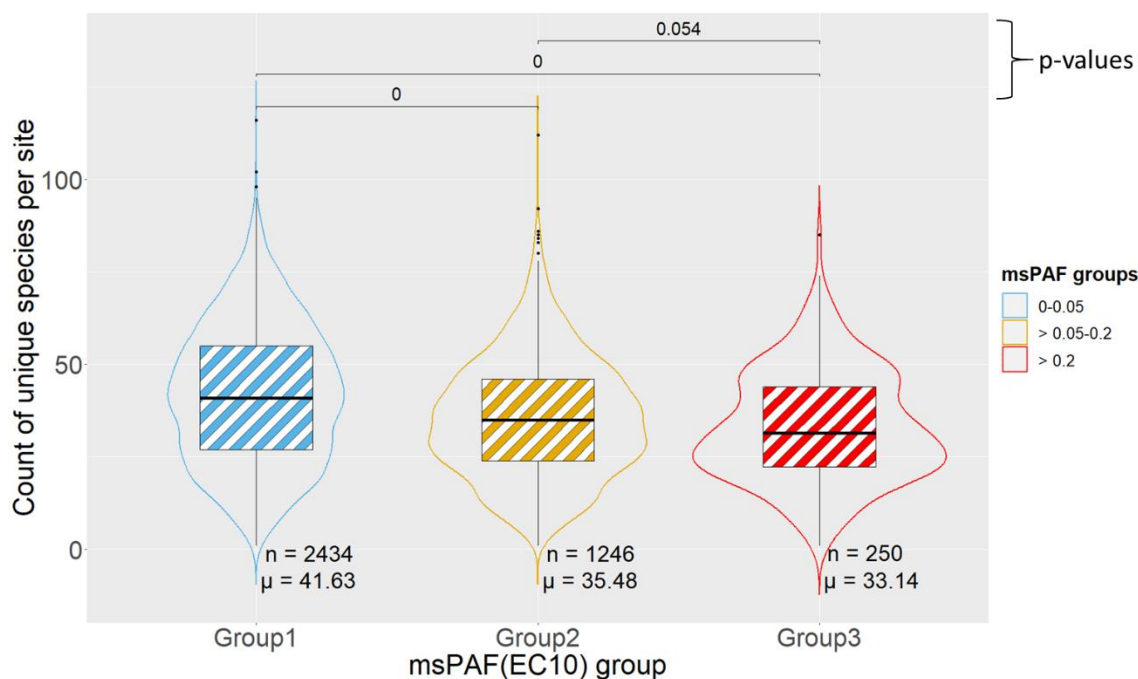 0.054
0
0
p-values
Count of unique species per site
100
50
0
msPAF groups
0-0.05
> 0.05-0.2
> 0.2
n = 2434
μ = 41.63
n = 1246
μ = 35.48
n = 250
μ = 33.14
Group1
Group2
Group3
msPAF(EC10) group